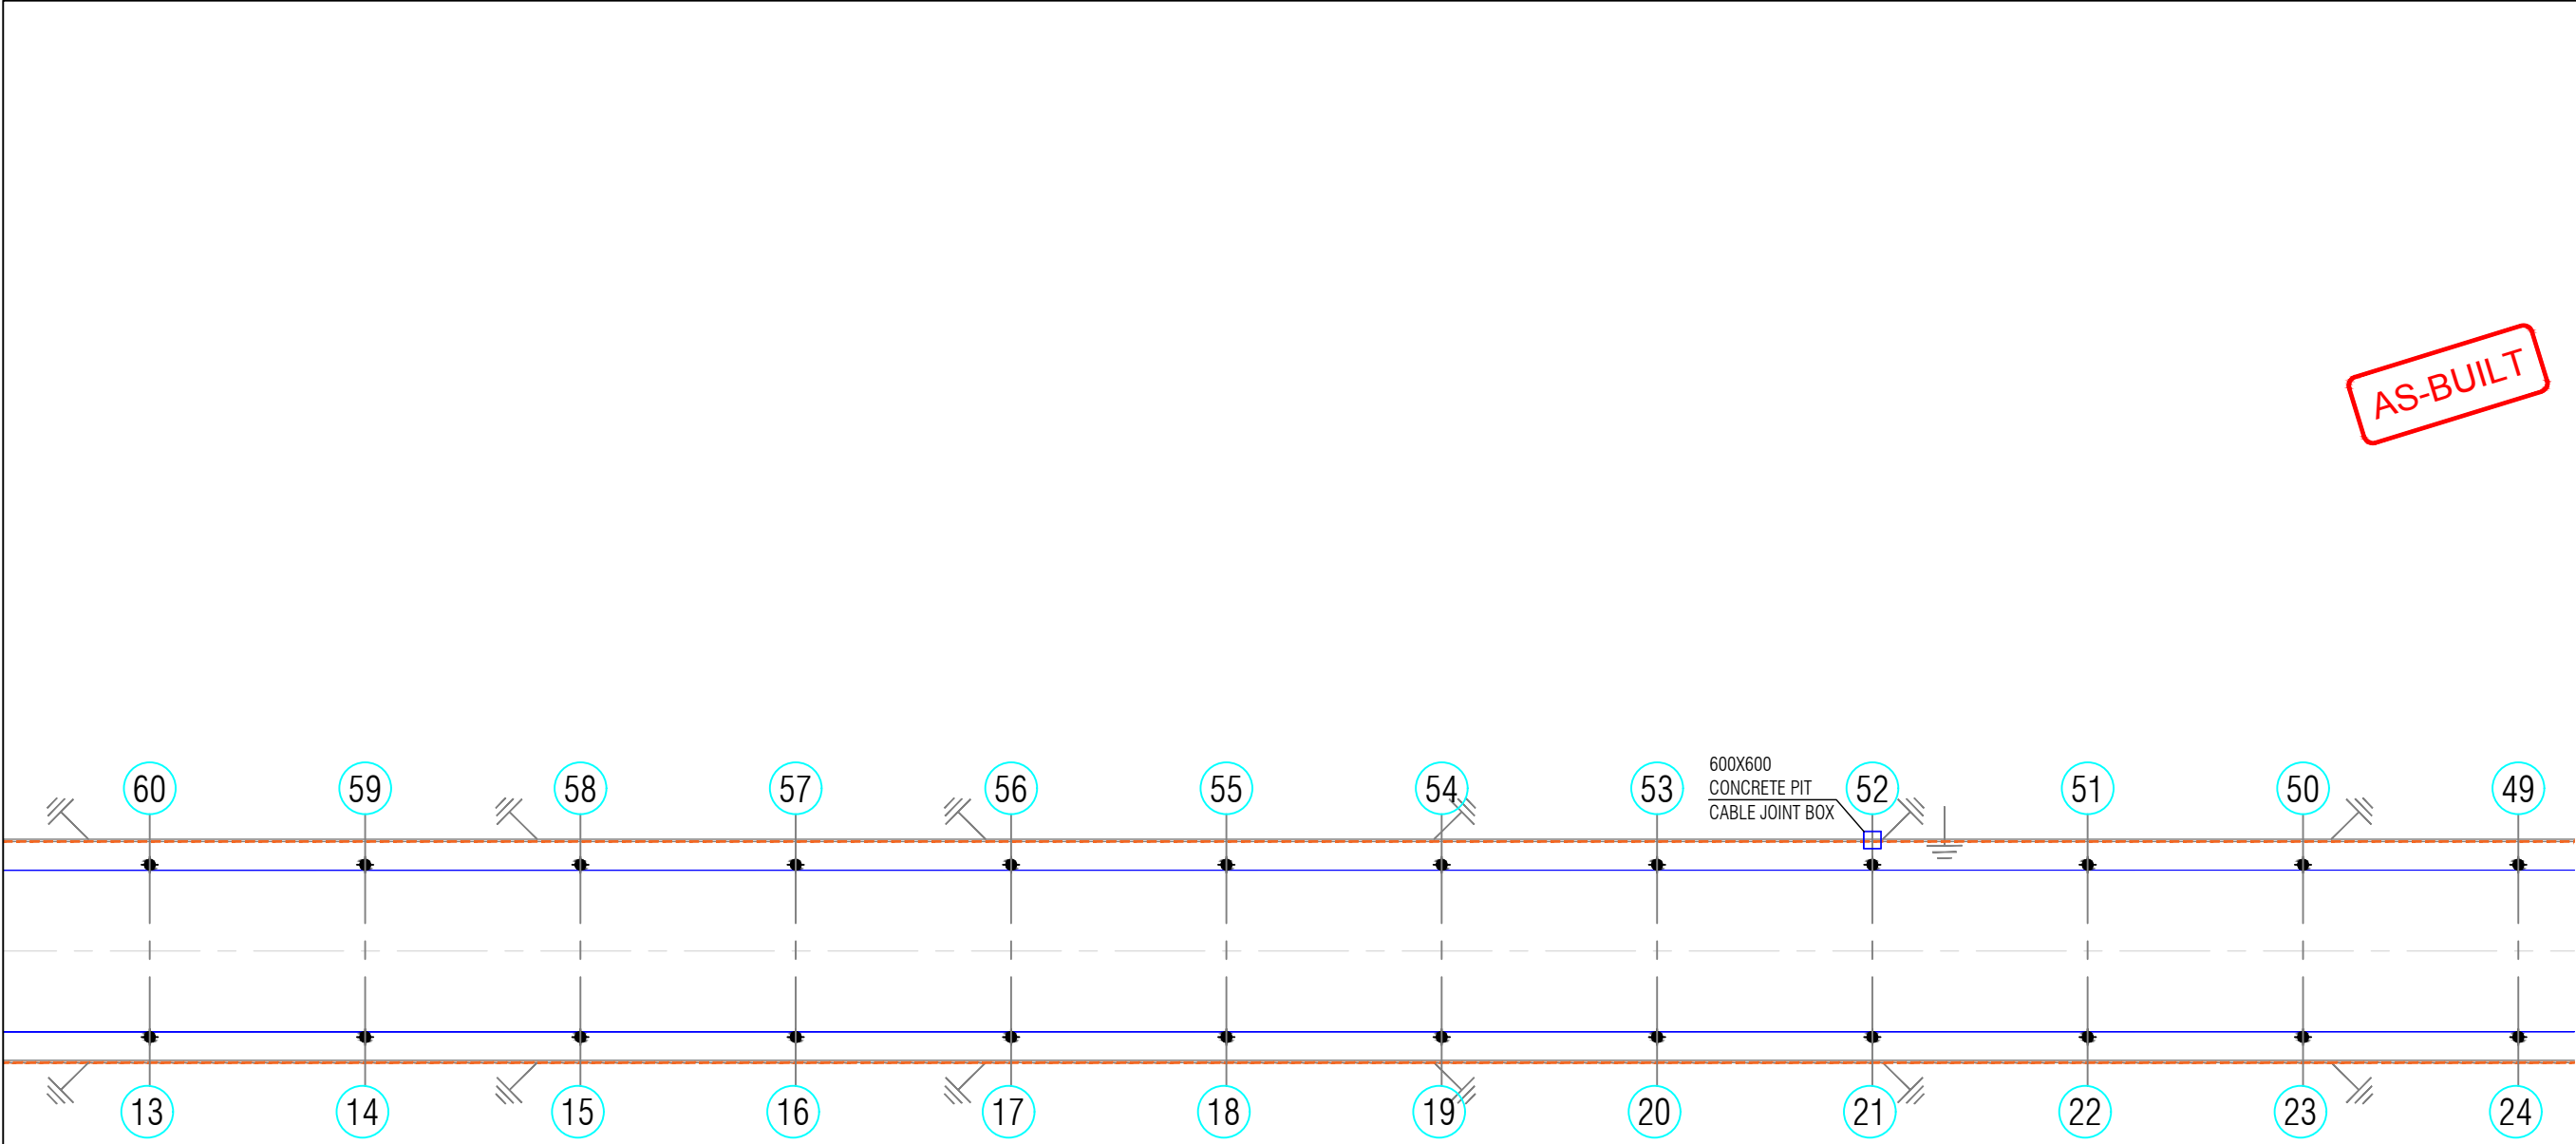 AS-BUILT
600X600
CONCRETE PIT
CABLE JOINT BOX
60 59 58 57 56 55 54 53 52 51 50 49
13 14 15 16 17 18 19 20 21 22 23 24